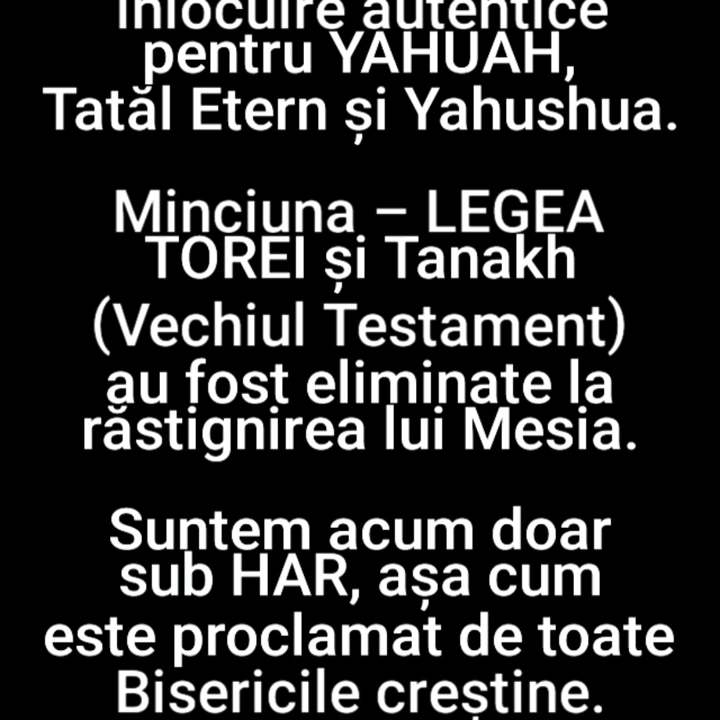 înlocuire autentice
pentru YAHUAH,
Tatăl Etern și Yahushua.
Minciuna – LEGEA
TOREI și Tanakh
(Vechiul Testament)
au fost eliminate la
răstignirea lui Mesia.
Suntem acum doar
sub HAR, așa cum
este proclamat de toate
Bisericile creștine.